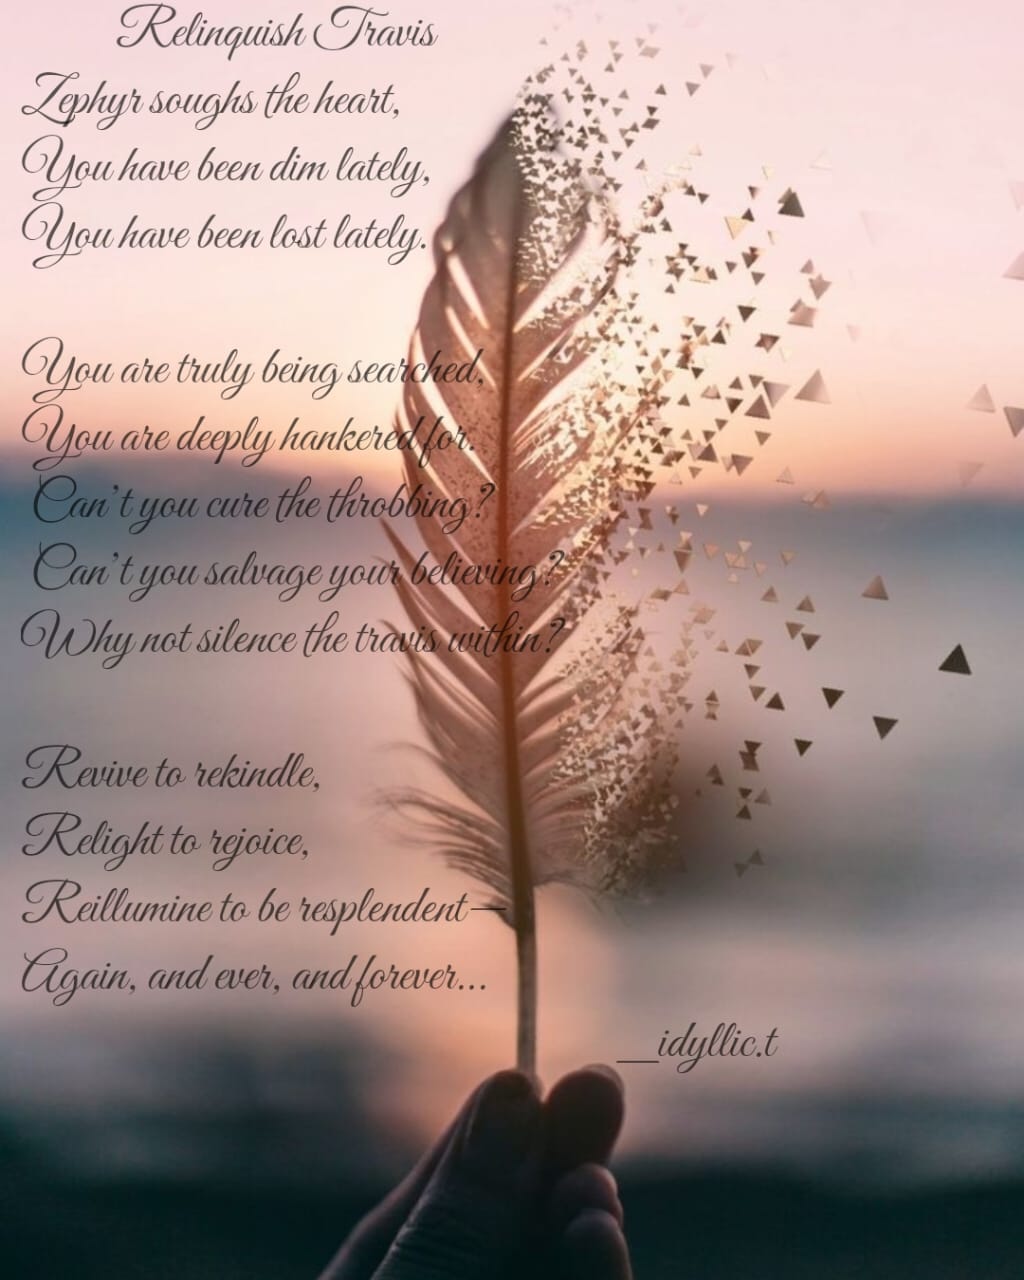 Relinquish Travis
Zephyr soughs the heart,
You have been dim lately,
You have been lost lately.
You are truly being searched,
You are deeply hankered for.
Can't you cure the throbbing?
Can't you salvage your believing?
Why not silence the travis within?
Revive to rekindle,
Relight to rejoice,
Reillumine to be resplendent—
Again, and ever, and forever...
__idyllic.t